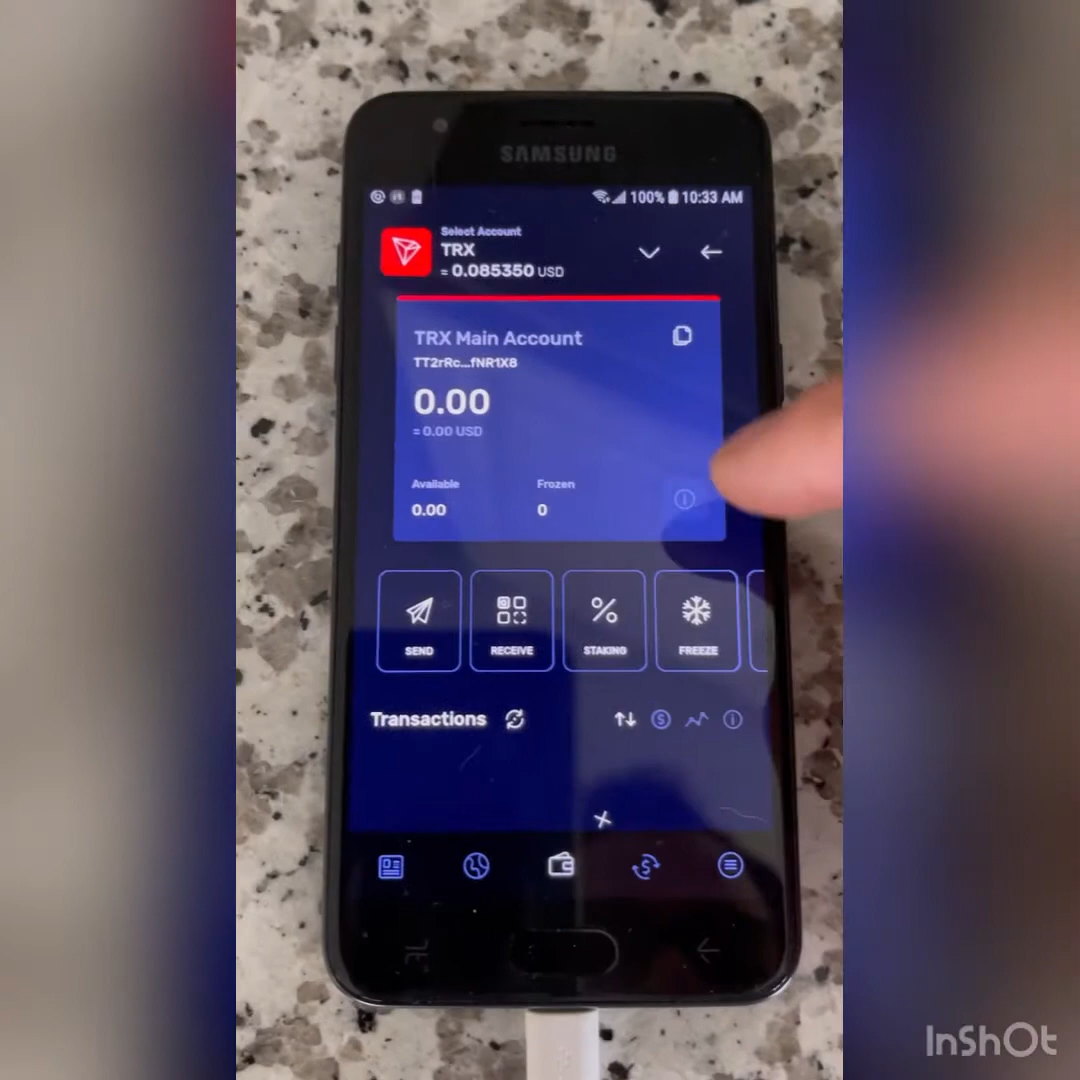 SAMSUNG
100% 10:33 AM
Select Account
TRX
≈ 0.085350 USD
TRX Main Account
TT2rRc...fNR1X8
0.00
≈ 0.00 USD
Available Frozen
0.00 0
SEND RECEIVE STAKING FREEZE
Transactions
InShOt